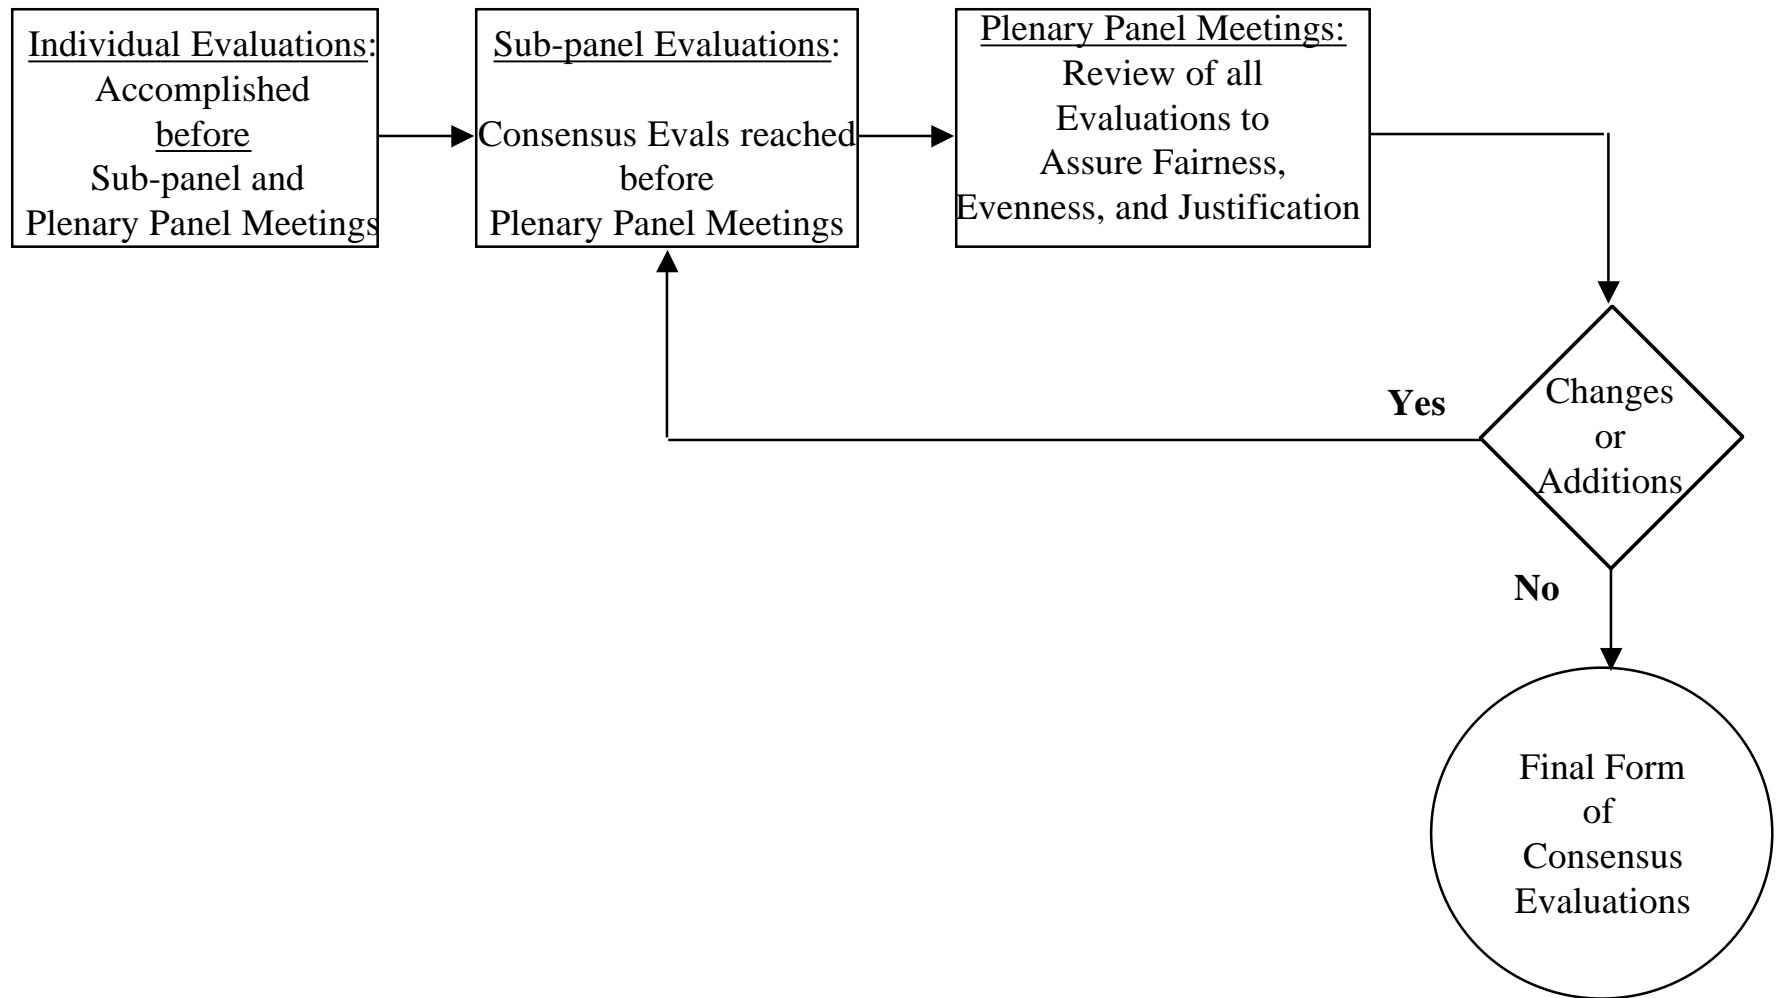 Individual Evaluations:
Accomplished
before
Sub-panel and
Plenary Panel Meetings
Sub-panel Evaluations:
Consensus Evals reached
before
Plenary Panel Meetings
Plenary Panel Meetings:
Review of all
Evaluations to
Assure Fairness,
Evenness, and Justification
Changes
or
Additions
Yes
No
Final Form
of
Consensus
Evaluations